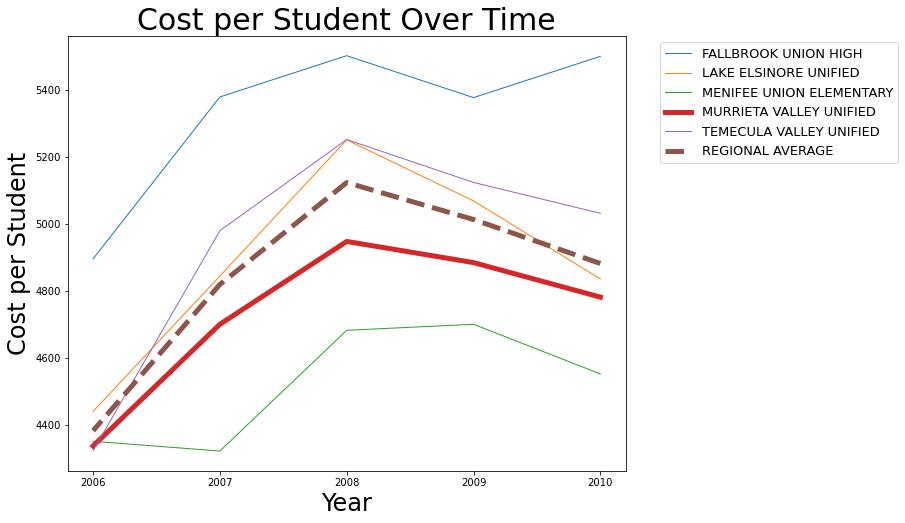 Cost per Student Over Time
Cost per Student
5400
5200
5000
4800
4600
4400
2006 2007 2008 2009 2010
Year
FALLBROOK UNION HIGH
LAKE ELSINORE UNIFIED
MENIFEE UNION ELEMENTARY
MURRIETA VALLEY UNIFIED
TEMECULA VALLEY UNIFIED
REGIONAL AVERAGE